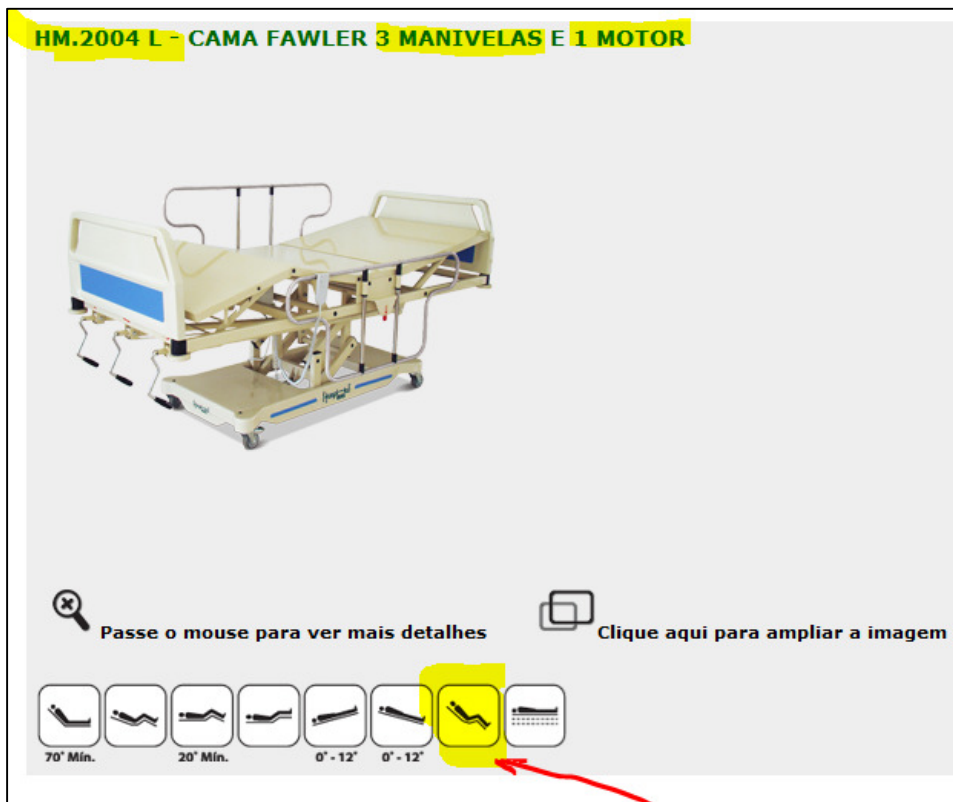 HM.2004 L - CAMA FAWLER 3 MANIVELAS E 1 MOTOR
Passe o mouse para ver mais detalhes
Clique aqui para ampliar a imagem
70° Mín.
20° Mín.
0° - 12°
0° - 12°